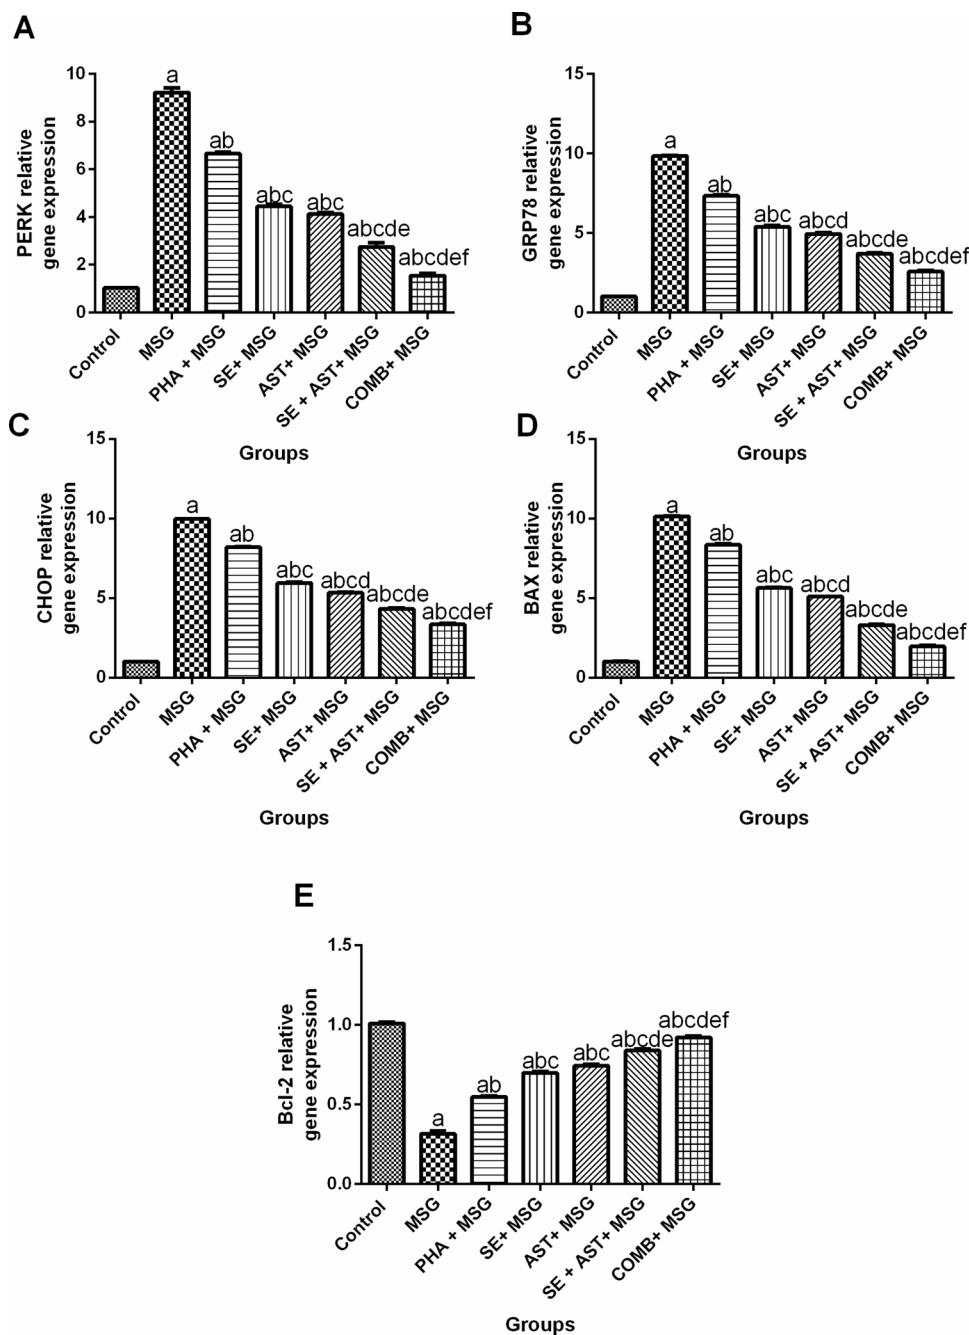 A
PERK relative
gene expression
10
8
6
4
2
0
a
ab
abc
abc
abcde
abcdef
Control
MSG
PHA + MSG
SE+ MSG
AST+ MSG
SE + AST+ MSG
COMB+ MSG
Groups
B
GRP78 relative
gene expression
15
10
5
0
a
ab
abc
abcd
abcde
abcdef
Control
MSG
PHA + MSG
SE+ MSG
AST+ MSG
SE + AST+ MSG
COMB+ MSG
Groups
C
CHOP relative
gene expression
15
10
5
0
a
ab
abc
abcd
abcde
abcdef
Control
MSG
PHA + MSG
SE+ MSG
AST+ MSG
SE + AST+ MSG
COMB+ MSG
Groups
D
BAX relative
gene expression
15
10
5
0
a
ab
abc
abcd
abcde
abcdef
Control
MSG
PHA + MSG
SE+ MSG
AST+ MSG
SE + AST+ MSG
COMB+ MSG
Groups
E
Bcl-2 relative
gene expression
1.5
1.0
0.5
0.0
a
ab
abc
abc
abcde
abcdef
Control
MSG
PHA + MSG
SE+ MSG
AST+ MSG
SE + AST+ MSG
COMB+ MSG
Groups